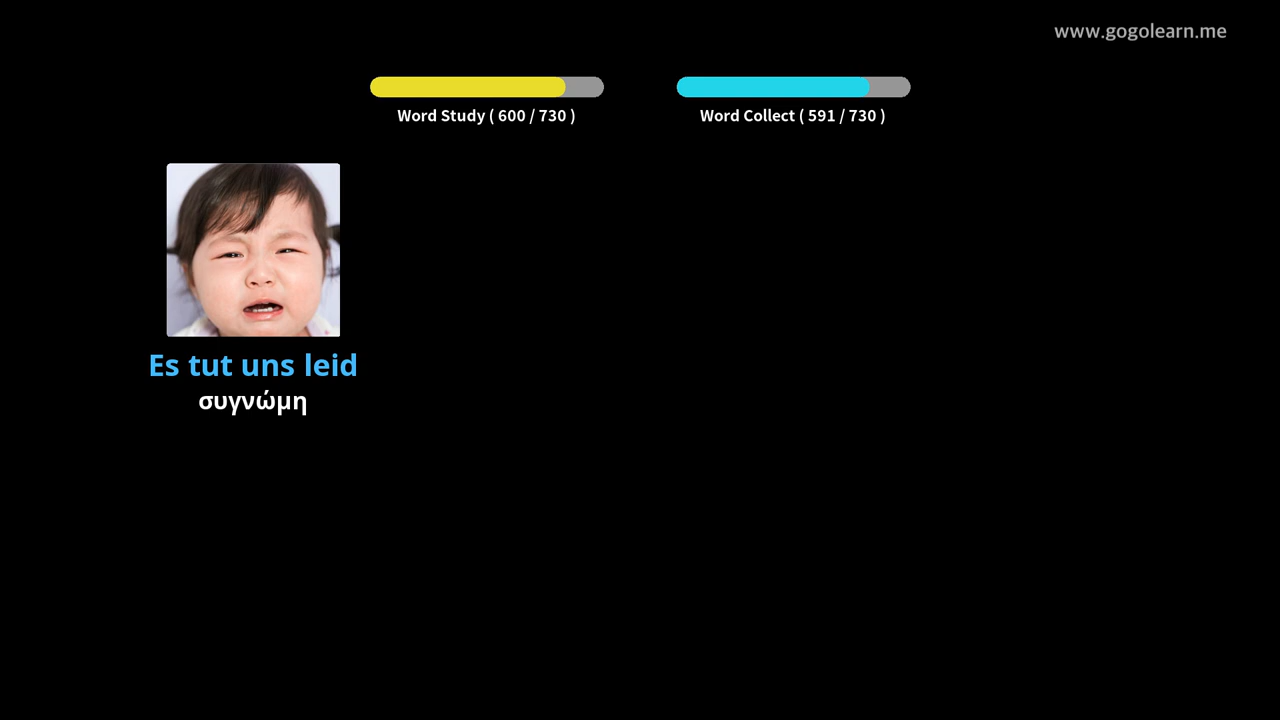 www.gogolearn.me
Word Study ( 600 / 730 )
Word Collect ( 591 / 730 )
Es tut uns leid
συγνώμη